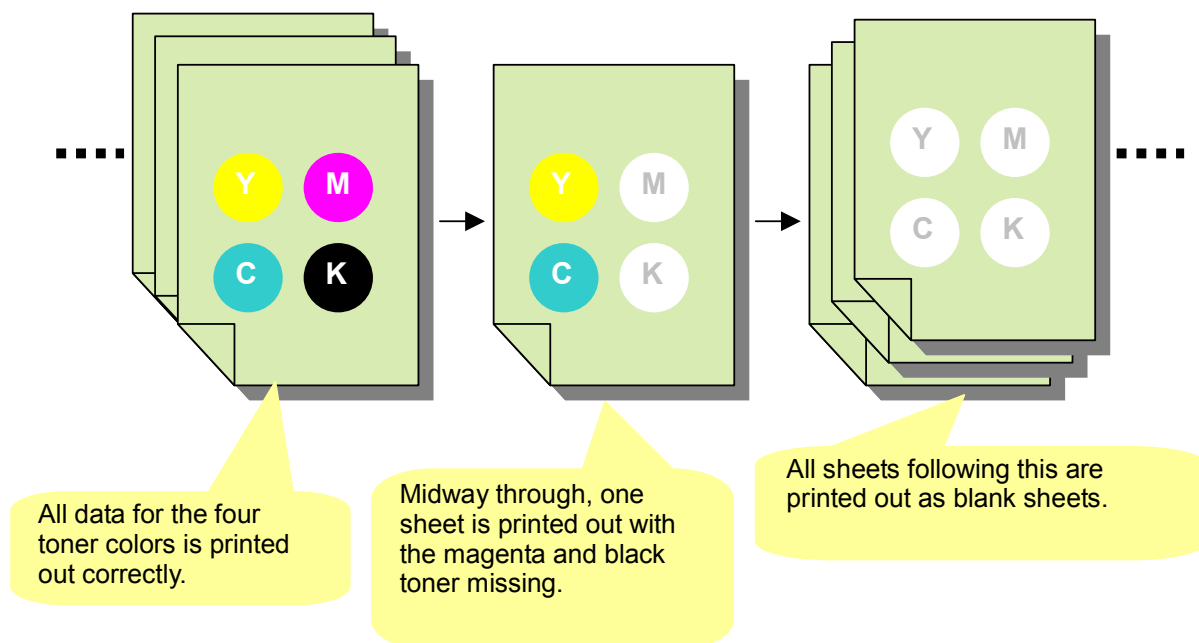 Y M
C K
Y M
C K
Y M
C K
All data for the four
toner colors is printed
out correctly.
Midway through, one
sheet is printed out with
the magenta and black
toner missing.
All sheets following this are
printed out as blank sheets.